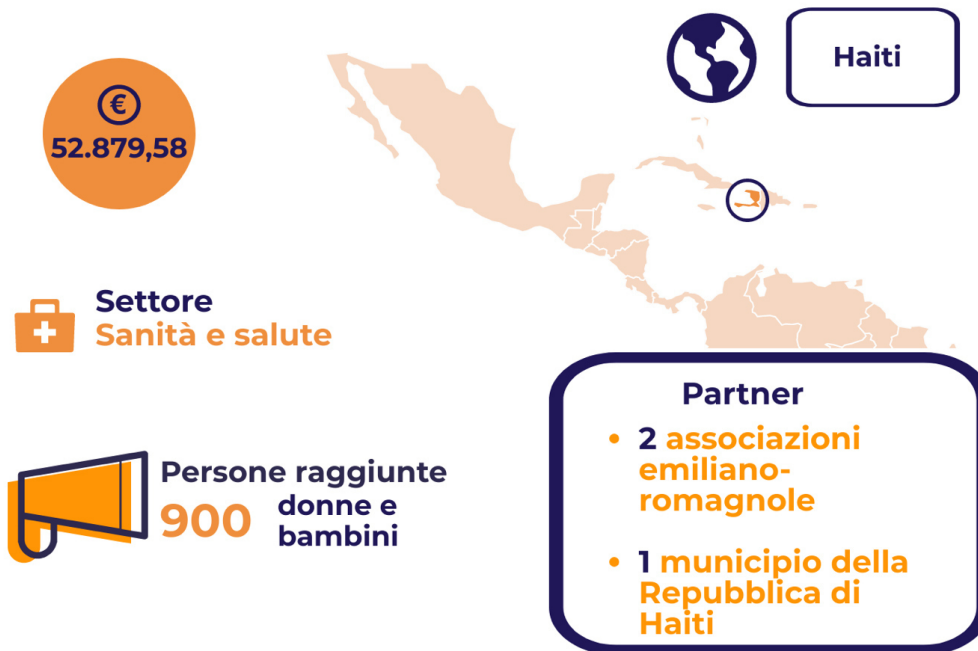 Haiti
€
52.879,58
Settore
Sanità e salute
Persone raggiunte
900 donne e
bambini
Partner
• 2 associazioni
emiliano-
romagnole
• 1 municipio della
Repubblica di
Haiti